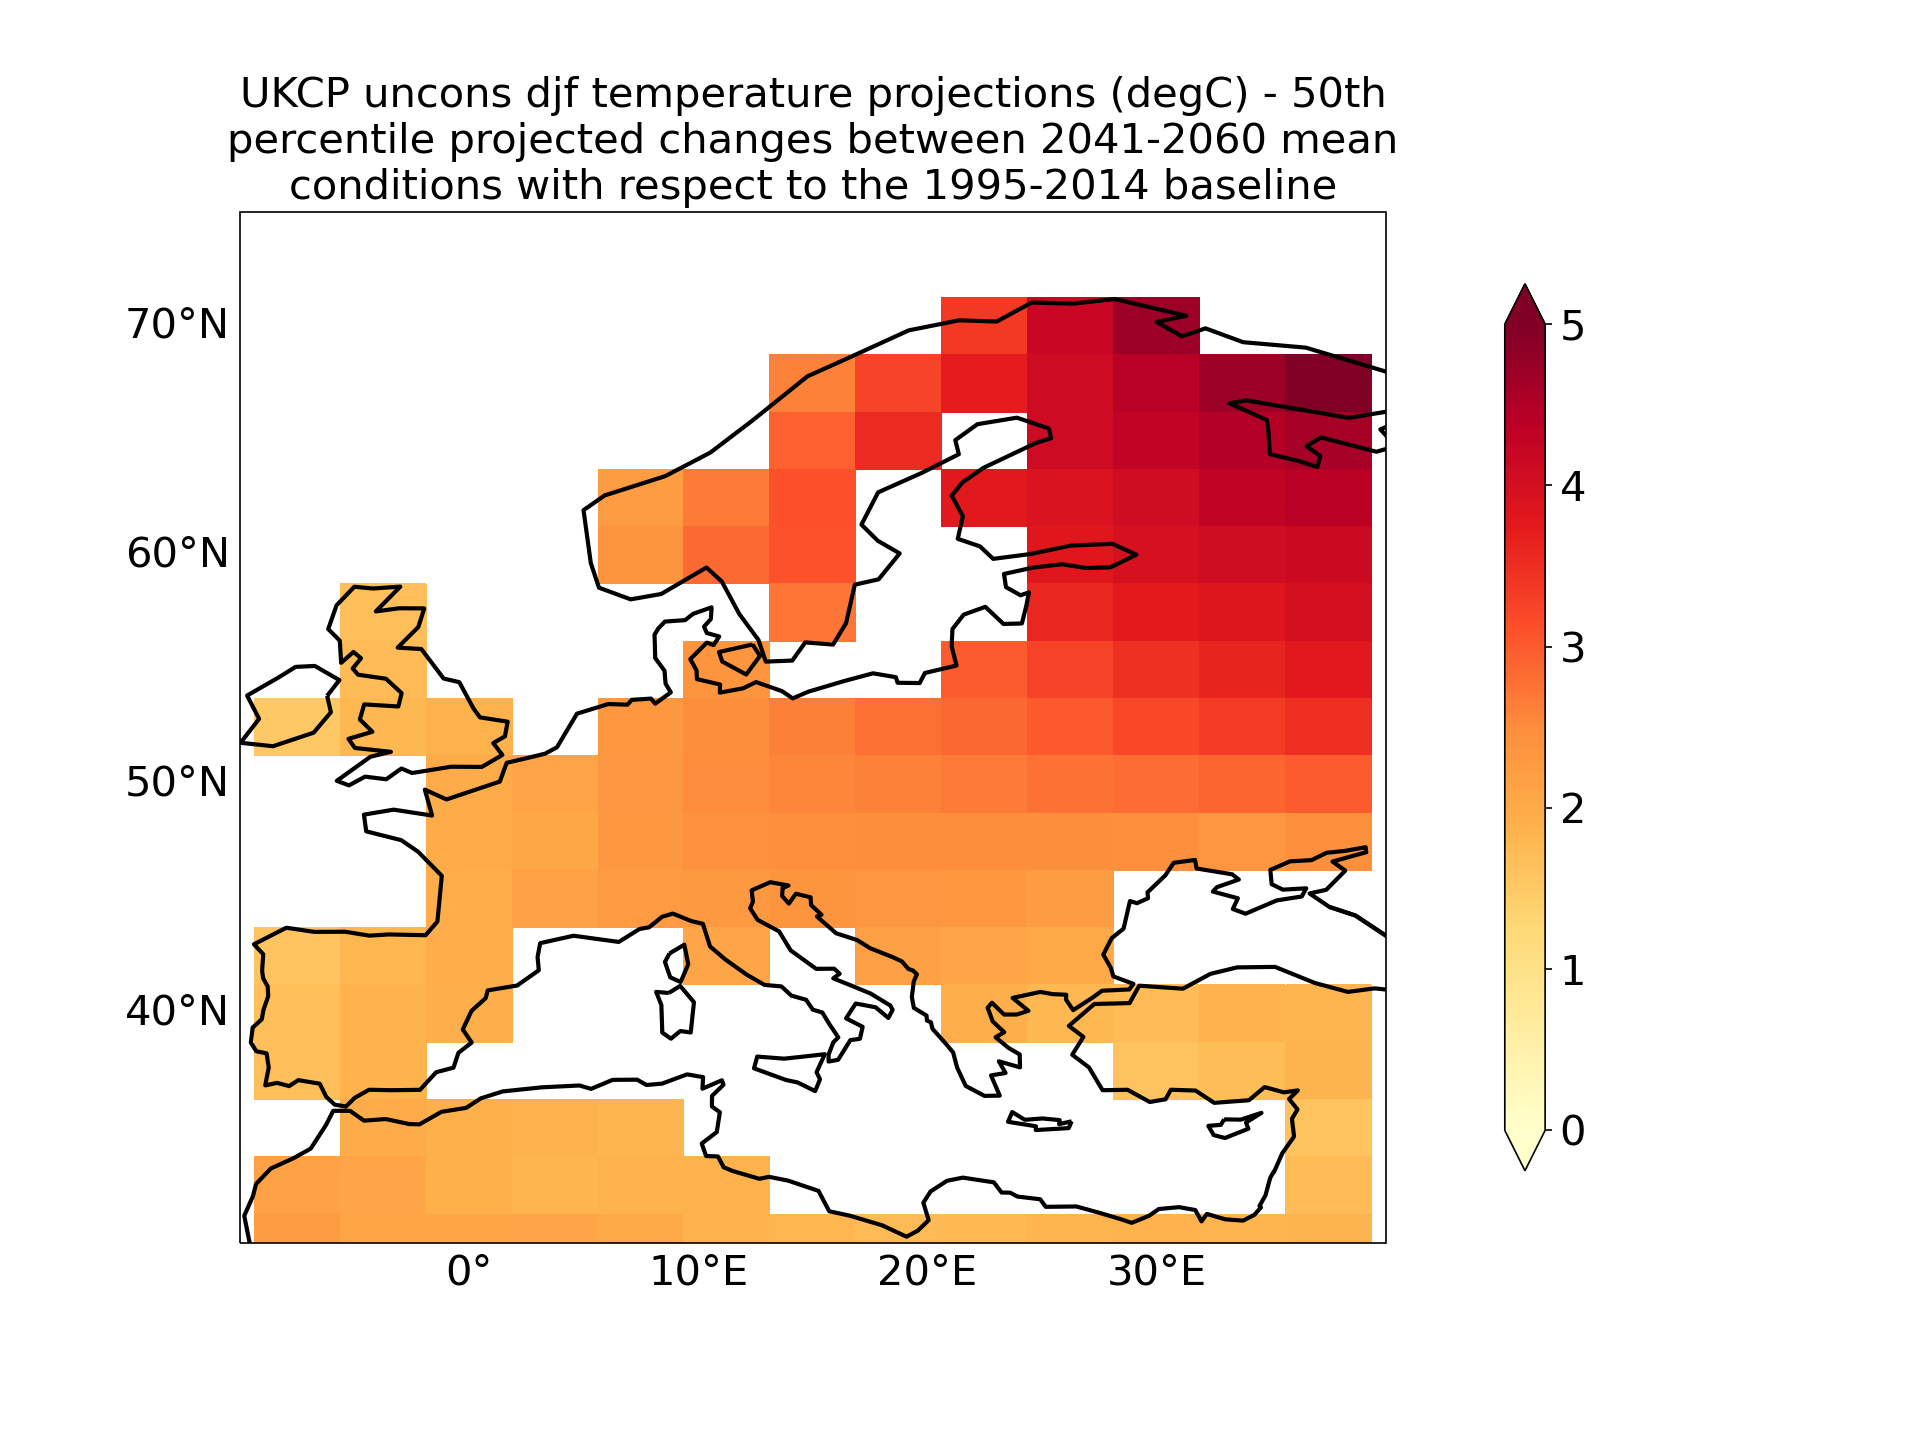 UKCP uncons djf temperature projections (degC) - 50th
percentile projected changes between 2041-2060 mean
conditions with respect to the 1995-2014 baseline
70°N
60°N
50°N
40°N
0°
10°E
20°E
30°E
5
4
3
2
1
0